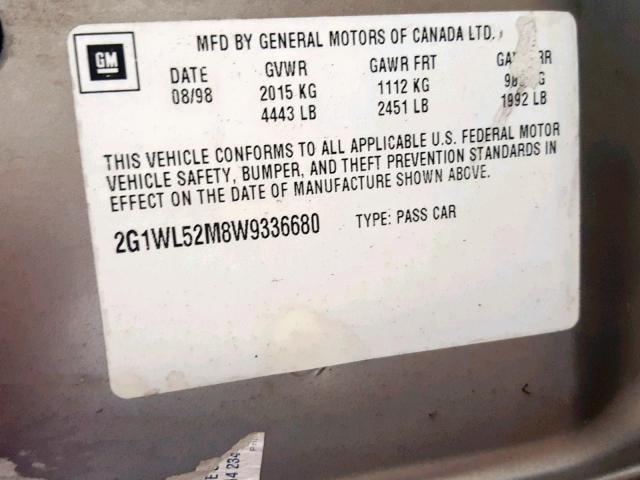 GM
MFD BY GENERAL MOTORS OF CANADA LTD.
DATE GVWR GAWR FRT
08/98 2015 KG 1112 KG
4443 LB 2451 LB 1992 LB
THIS VEHICLE CONFORMS TO ALL APPLICABLE U.S. FEDERAL MOTOR
VEHICLE SAFETY, BUMPER, AND THEFT PREVENTION STANDARDS IN
EFFECT ON THE DATE OF MANUFACTURE SHOWN ABOVE.
2G1WL52M8W9336680 TYPE: PASS CAR